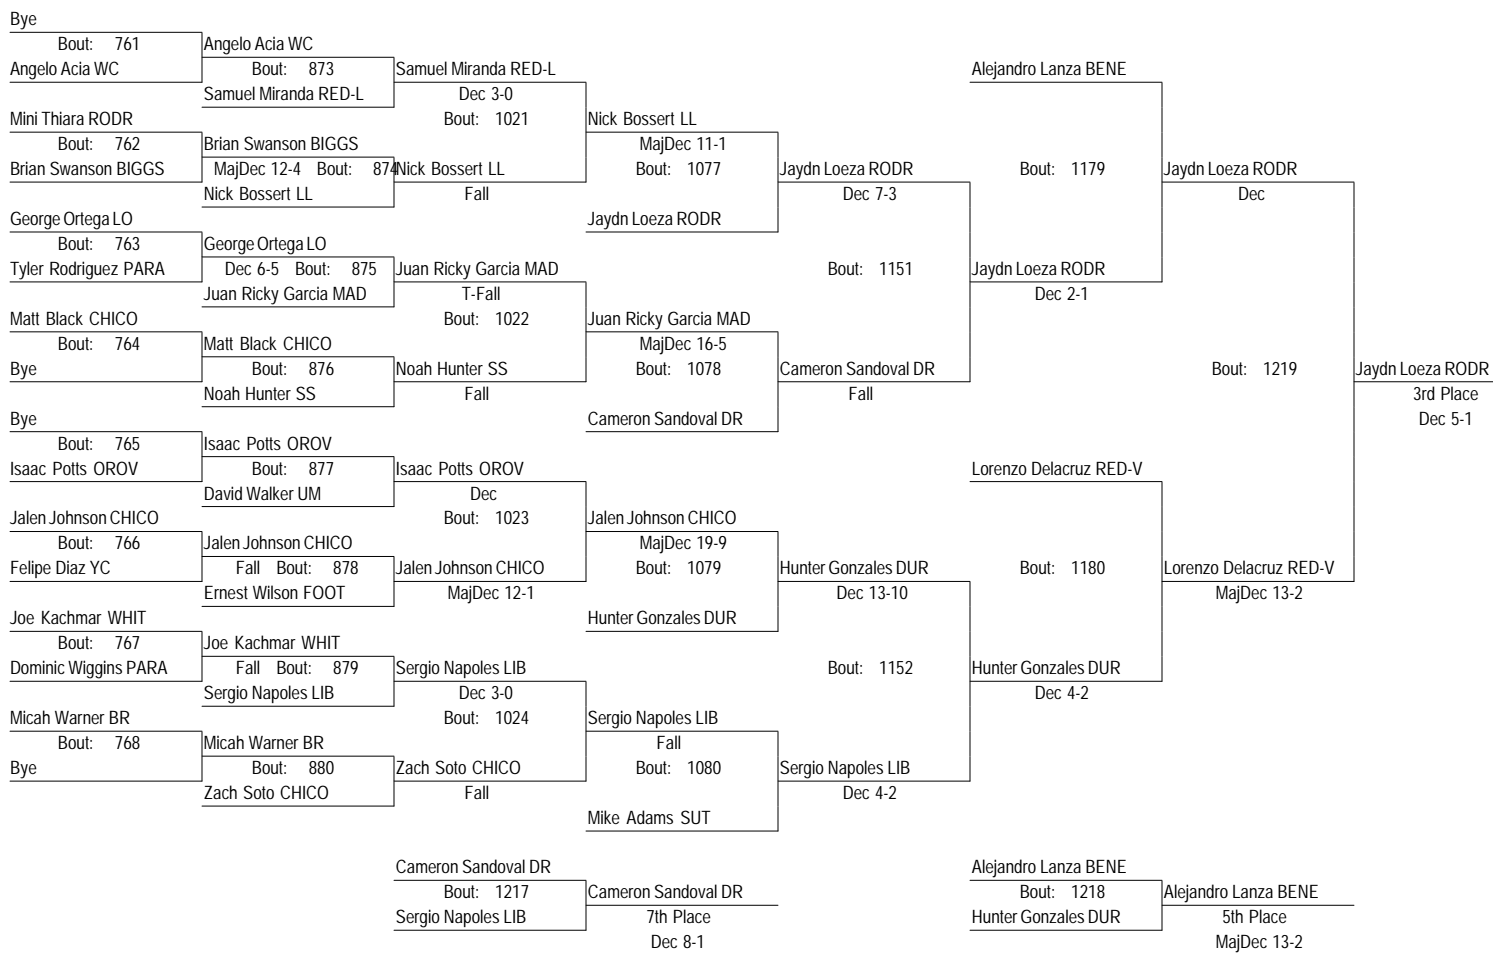 Bye
Bout: 761
Angelo Acia WC
Mini Thiara RODR
Bout: 762
Brian Swanson BIGGS
George Ortega LO
Bout: 763
Tyler Rodriguez PARA
Matt Black CHICO
Bout: 764
Bye
Bye
Bout: 765
Isaac Potts OROV
Jalen Johnson CHICO
Bout: 766
Felipe Diaz YC
Joe Kachmar WHIT
Bout: 767
Dominic Wiggins PARA
Micah Warner BR
Bout: 768
Bye
Angelo Acia WC
Bout: 873
Samuel Miranda RED-L
Brian Swanson BIGGS
MajDec 12-4 Bout: 874
Nick Bossert LL
George Ortega LO
Dec 6-5 Bout: 875
Juan Ricky Garcia MAD
Matt Black CHICO
Bout: 876
Noah Hunter SS
Isaac Potts OROV
Bout: 877
David Walker UM
Jalen Johnson CHICO
Fall Bout: 878
Ernest Wilson FOOT
Joe Kachmar WHIT
Fall Bout: 879
Sergio Napoles LIB
Micah Warner BR
Bout: 880
Zach Soto CHICO
Samuel Miranda RED-L
Dec 3-0
Bout: 1021
Nick Bossert LL
Fall
Juan Ricky Garcia MAD
T-Fall
Bout: 1022
Noah Hunter SS
Fall
Isaac Potts OROV
Dec
Bout: 1023
Jalen Johnson CHICO
MajDec 12-1
Sergio Napoles LIB
Dec 3-0
Bout: 1024
Zach Soto CHICO
Fall
Nick Bossert LL
MajDec 11-1
Bout: 1077
Jaydn Loeza RODR
Juan Ricky Garcia MAD
MajDec 16-5
Bout: 1078
Cameron Sandoval DR
Jalen Johnson CHICO
MajDec 19-9
Bout: 1079
Hunter Gonzales DUR
Sergio Napoles LIB
Fall
Bout: 1080
Mike Adams SUT
Jaydn Loeza RODR
Dec 7-3
Bout: 1151
Cameron Sandoval DR
Fall
Hunter Gonzales DUR
Dec 13-10
Bout: 1152
Sergio Napoles LIB
Dec 4-2
Alejandro Lanza BENE
Bout: 1179
Jaydn Loeza RODR
Dec 2-1
Lorenzo Delacruz RED-V
Bout: 1180
Hunter Gonzales DUR
Dec 4-2
Jaydn Loeza RODR
Dec
Bout: 1219
Lorenzo Delacruz RED-V
MajDec 13-2
Jaydn Loeza RODR
3rd Place
Dec 5-1
Cameron Sandoval DR
Bout: 1217
Sergio Napoles LIB
Cameron Sandoval DR
7th Place
Dec 8-1
Alejandro Lanza BENE
Bout: 1218
Hunter Gonzales DUR
Alejandro Lanza BENE
5th Place
MajDec 13-2